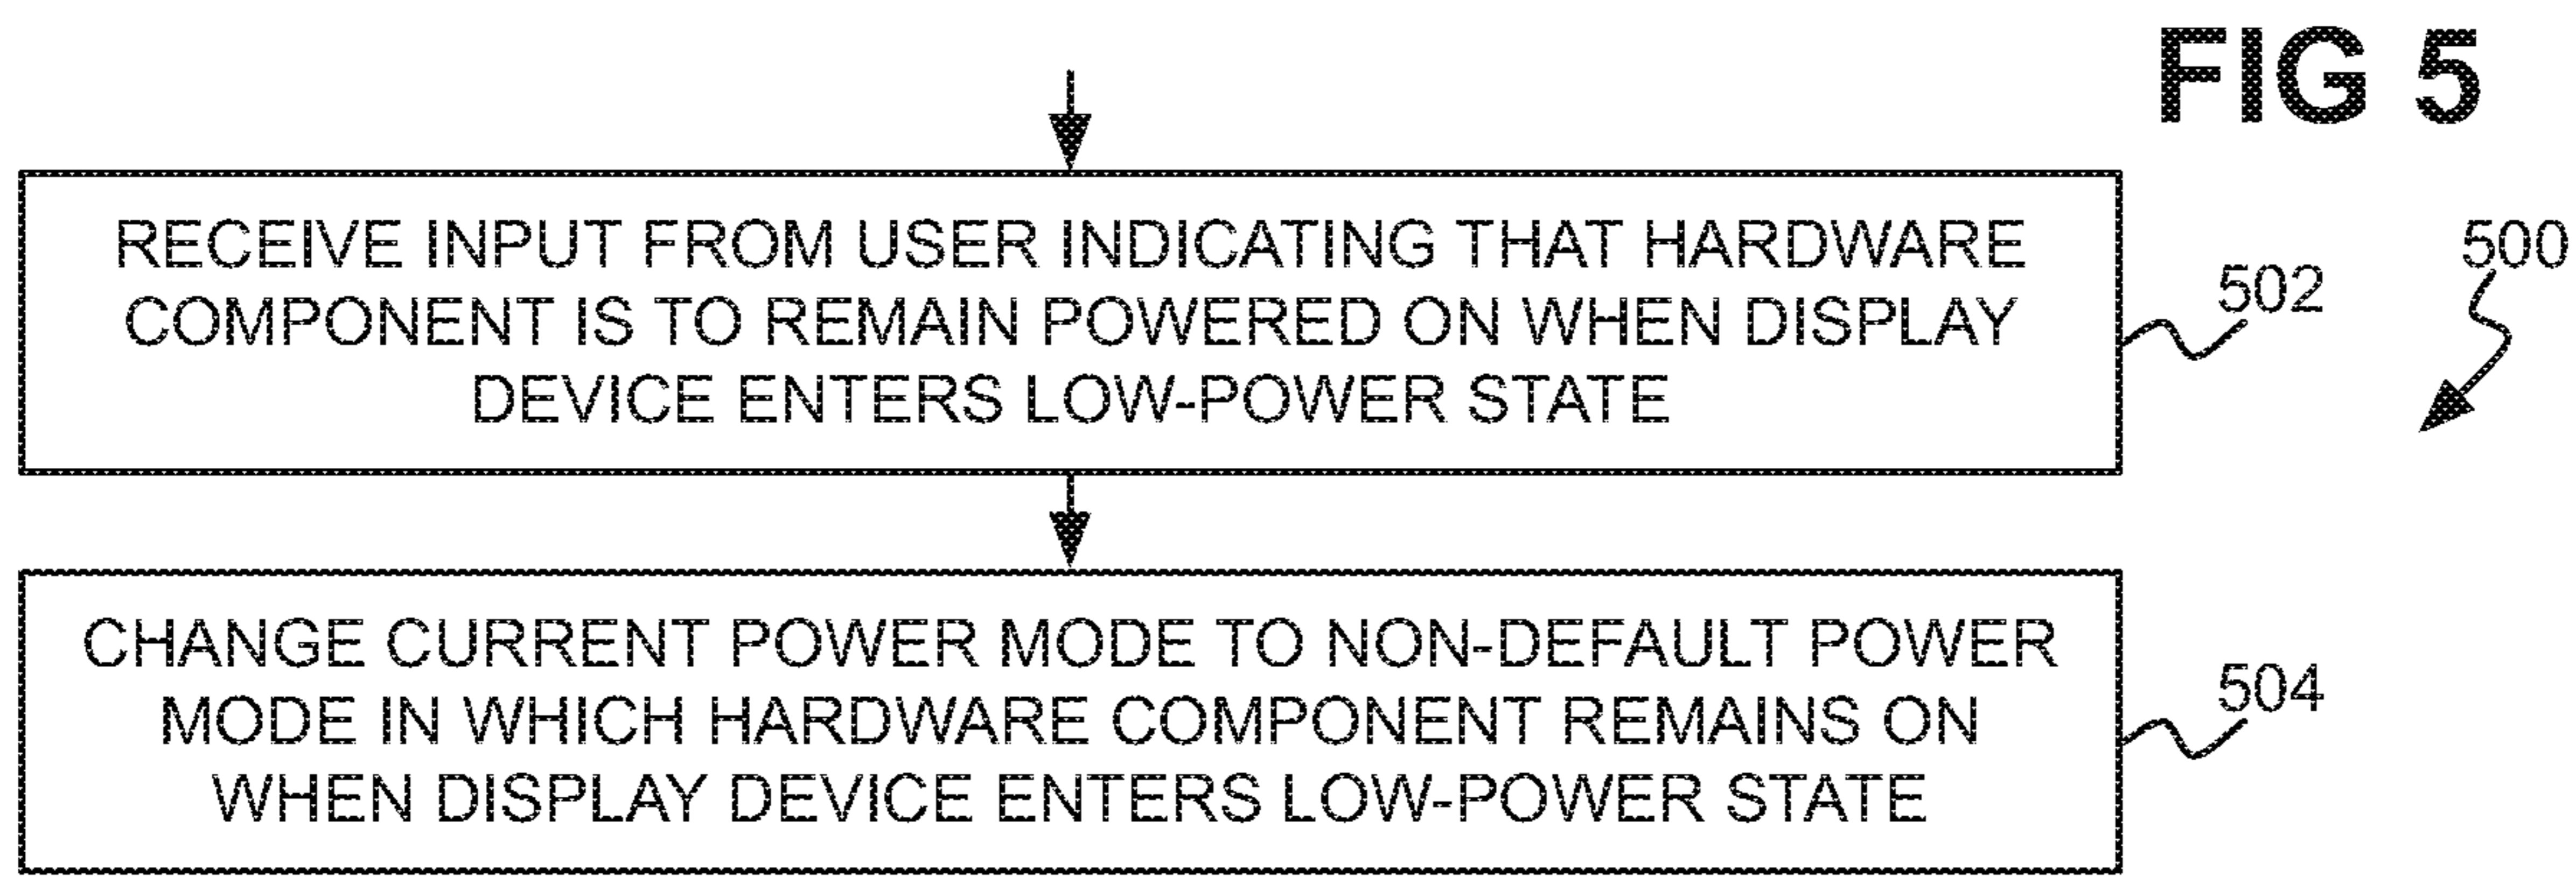 FIG 5
RECEIVE INPUT FROM USER INDICATING THAT HARDWARE
COMPONENT IS TO REMAIN POWERED ON WHEN DISPLAY
DEVICE ENTERS LOW-POWER STATE
502
500
CHANGE CURRENT POWER MODE TO NON-DEFAULT POWER
MODE IN WHICH HARDWARE COMPONENT REMAINS ON
WHEN DISPLAY DEVICE ENTERS LOW-POWER STATE
504